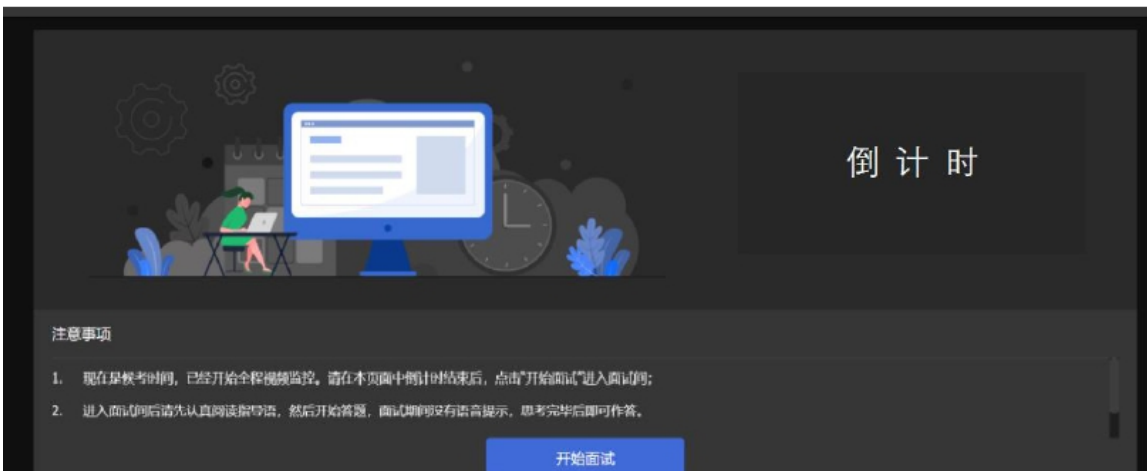 倒计时
注意事项
1. 现在是候考时间，已经开始全程视频监控。请在本页面中倒计时结束后，点击"开始面试"进入面试间；
2. 进入面试间后请先认真阅读指导语，然后开始答题，面试期间没有语音提示，思考完毕后即可作答。
开始面试